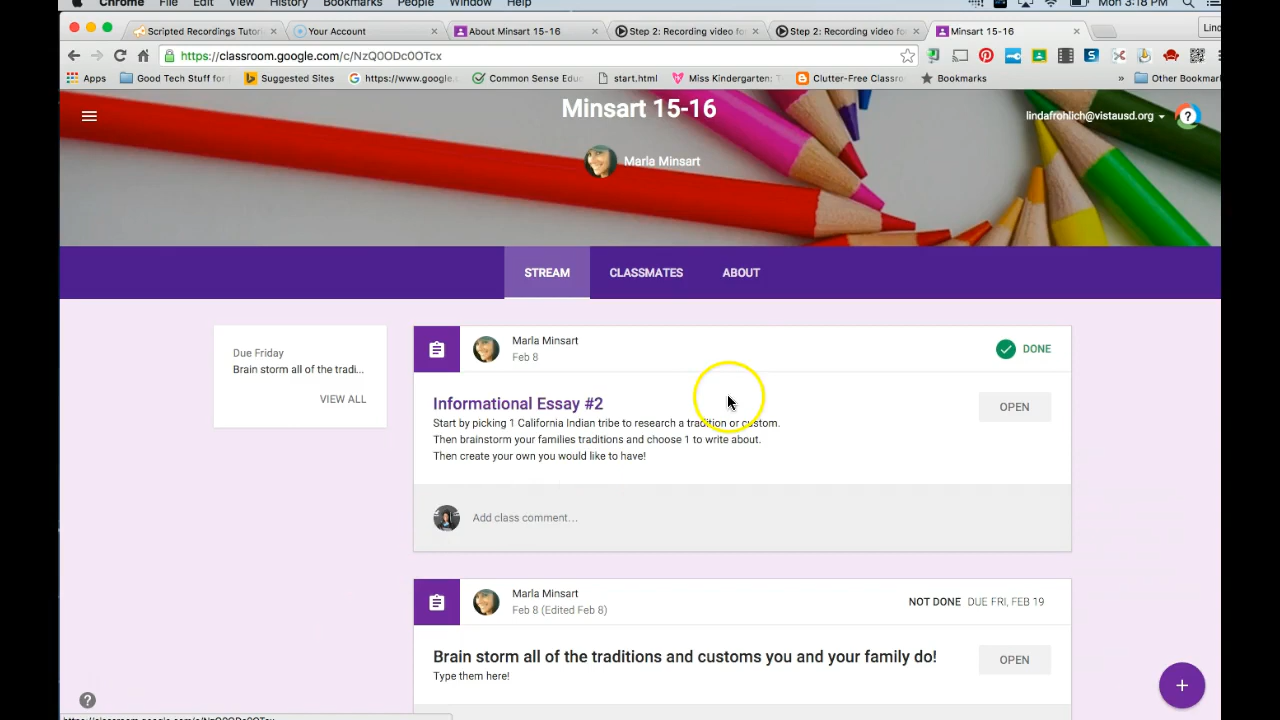 Chrome File Edit View History Bookmarks People Window Help Mon 3:18 PM
Scripted Recordings Tutori × Your Account × About Minsart 15-16 × Step 2: Recording video fo × Step 2: Recording video fo × Minsart 15-16 × Lind
https://classroom.google.com/c/NzQ0ODc0OTcx
Apps Good Tech Stuff for Suggested Sites https://www.google. Common Sense Edu start.html Miss Kindergarten: Clutter-Free Classro Bookmarks » Other Bookmar
Minsart 15-16
lindafrohlich@vistausd.org
Marla Minsart
STREAM CLASSMATES ABOUT
Due Friday
Brain storm all of the tradi...
VIEW ALL
Marla Minsart
Feb 8
DONE
Informational Essay #2
OPEN
Start by picking 1 California Indian tribe to research a tradition or custom.
Then brainstorm your families traditions and choose 1 to write about.
Then create your own you would like to have!
Add class comment...
Marla Minsart
Feb 8 (Edited Feb 8)
NOT DONE DUE FRI, FEB 19
Brain storm all of the traditions and customs you and your family do!
OPEN
Type them here!
https://classroom.google.com/c/NzQ0ODc0OTcx